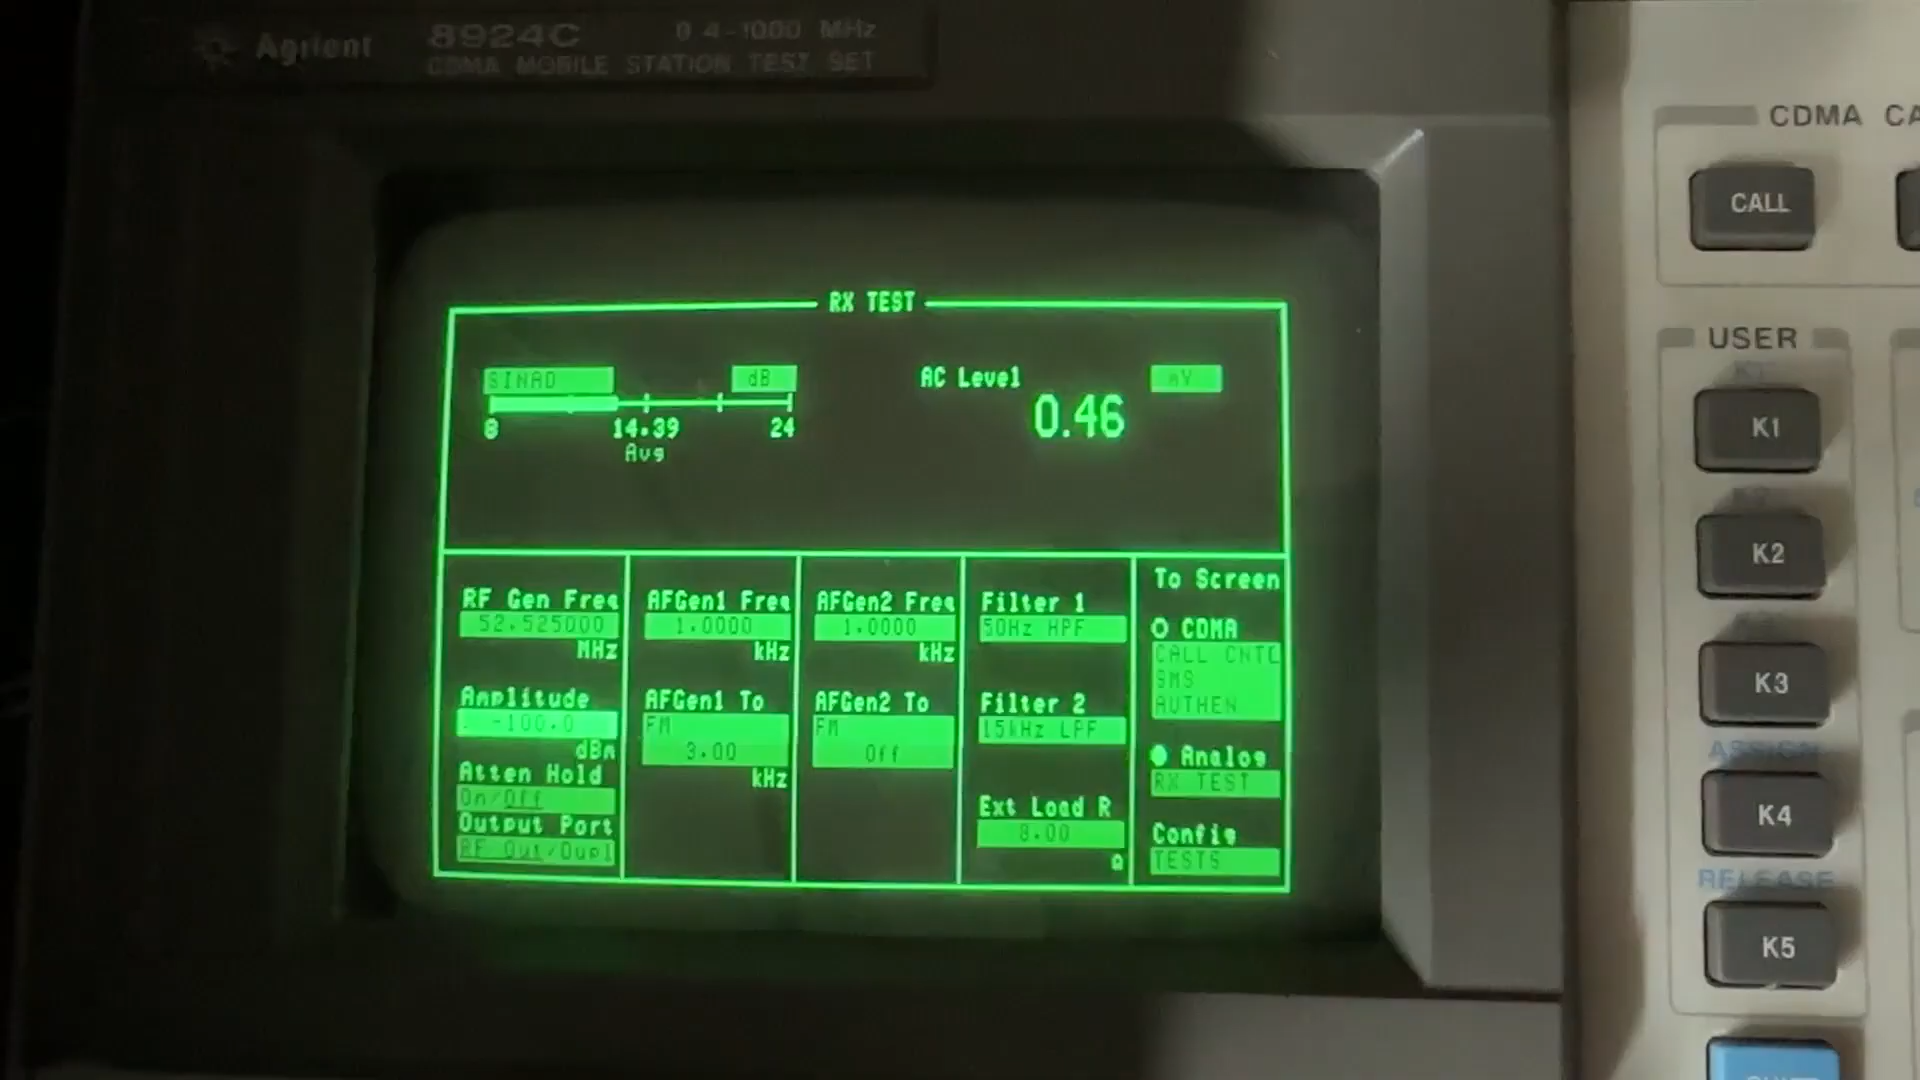 Agilent 8924C 0.4-1000 MHz
CDMA MOBILE STATION TEST SET
RX TEST
SINAD dB
8 14.39 24
Avg
AC Level mV
0.46
RF Gen Freq
52.525000
MHz
Amplitude
-100.0
dBm
Atten Hold
On/Off
Output Port
RF Out/Dupl
AFGen1 Freq
1.0000
kHz
AFGen1 To
FM
3.00
kHz
AFGen2 Freq
1.0000
kHz
AFGen2 To
FM
Off
Filter 1
50Hz HPF
Filter 2
15kHz LPF
Ext Load R
8.00
Ω
To Screen
CDMA
CALL CNTL
SMS
AUTHEN
Analog
RX TEST
Config
TESTS
CDMA CA
CALL
USER
K1
K2
K3
ASSIGN
K4
RELEASE
K5